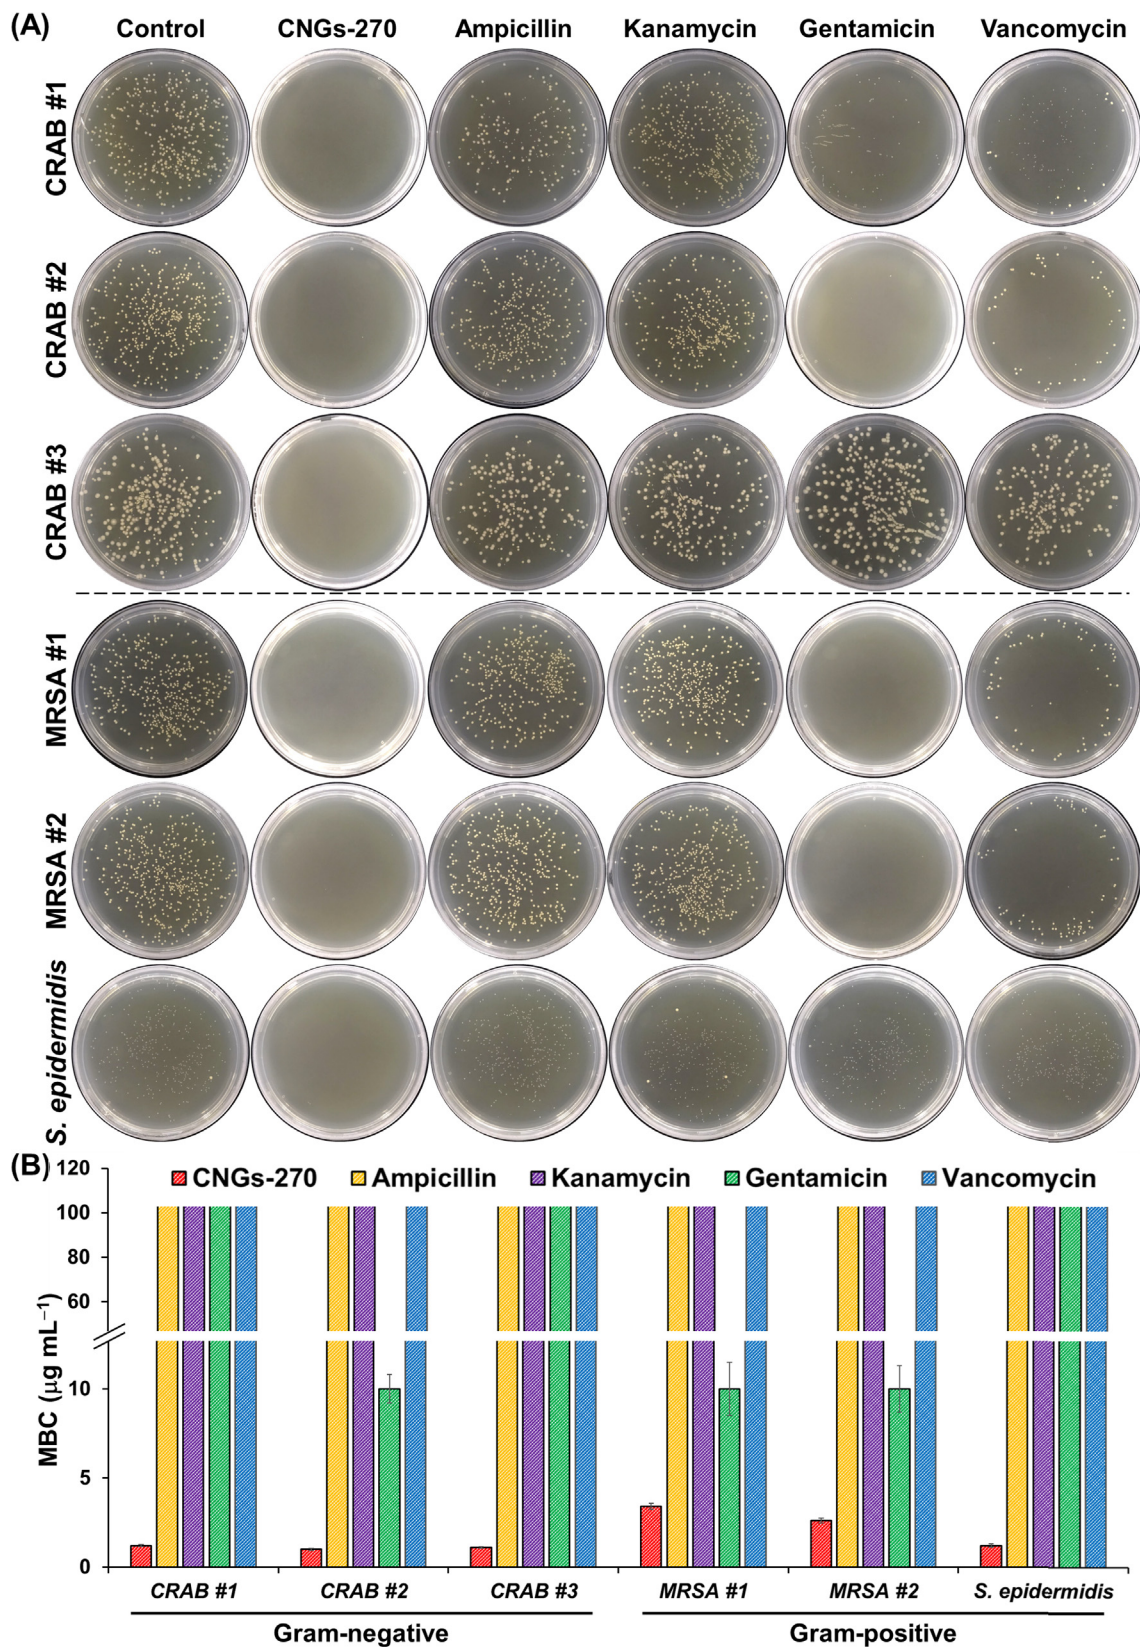 (A)
Control CNGs-270 Ampicillin Kanamycin Gentamicin Vancomycin
CRAB #1
CRAB #2
CRAB #3
MRSA #1
MRSA #2
S. epidermidis
(B)
CNGs-270 Ampicillin Kanamycin Gentamicin Vancomycin
MBC (μg mL⁻¹)
120
100
80
60
10
5
0
CRAB #1 CRAB #2 CRAB #3 MRSA #1 MRSA #2 S. epidermidis
Gram-negative Gram-positive